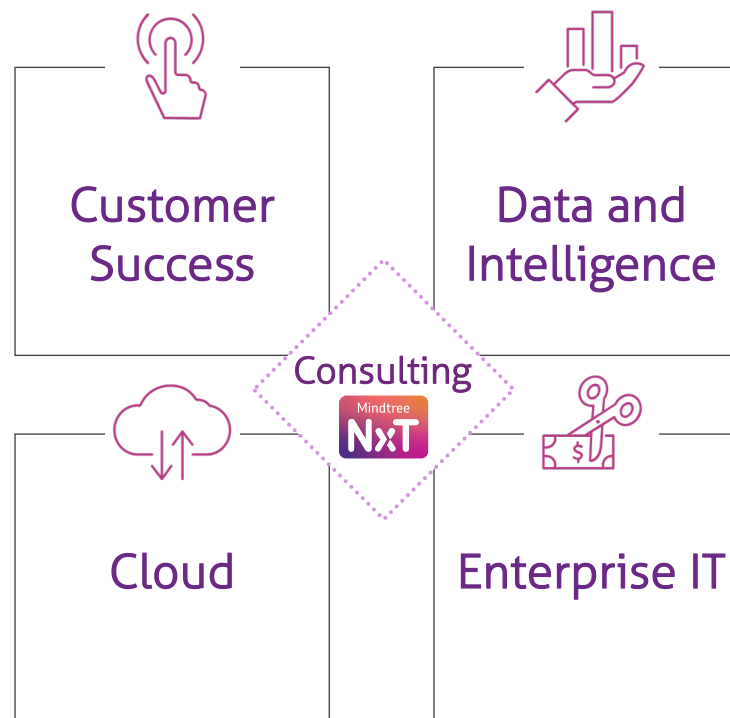 Customer
Success
Data and
Intelligence
Consulting
Mindtree
NxT
Cloud
$
Enterprise IT